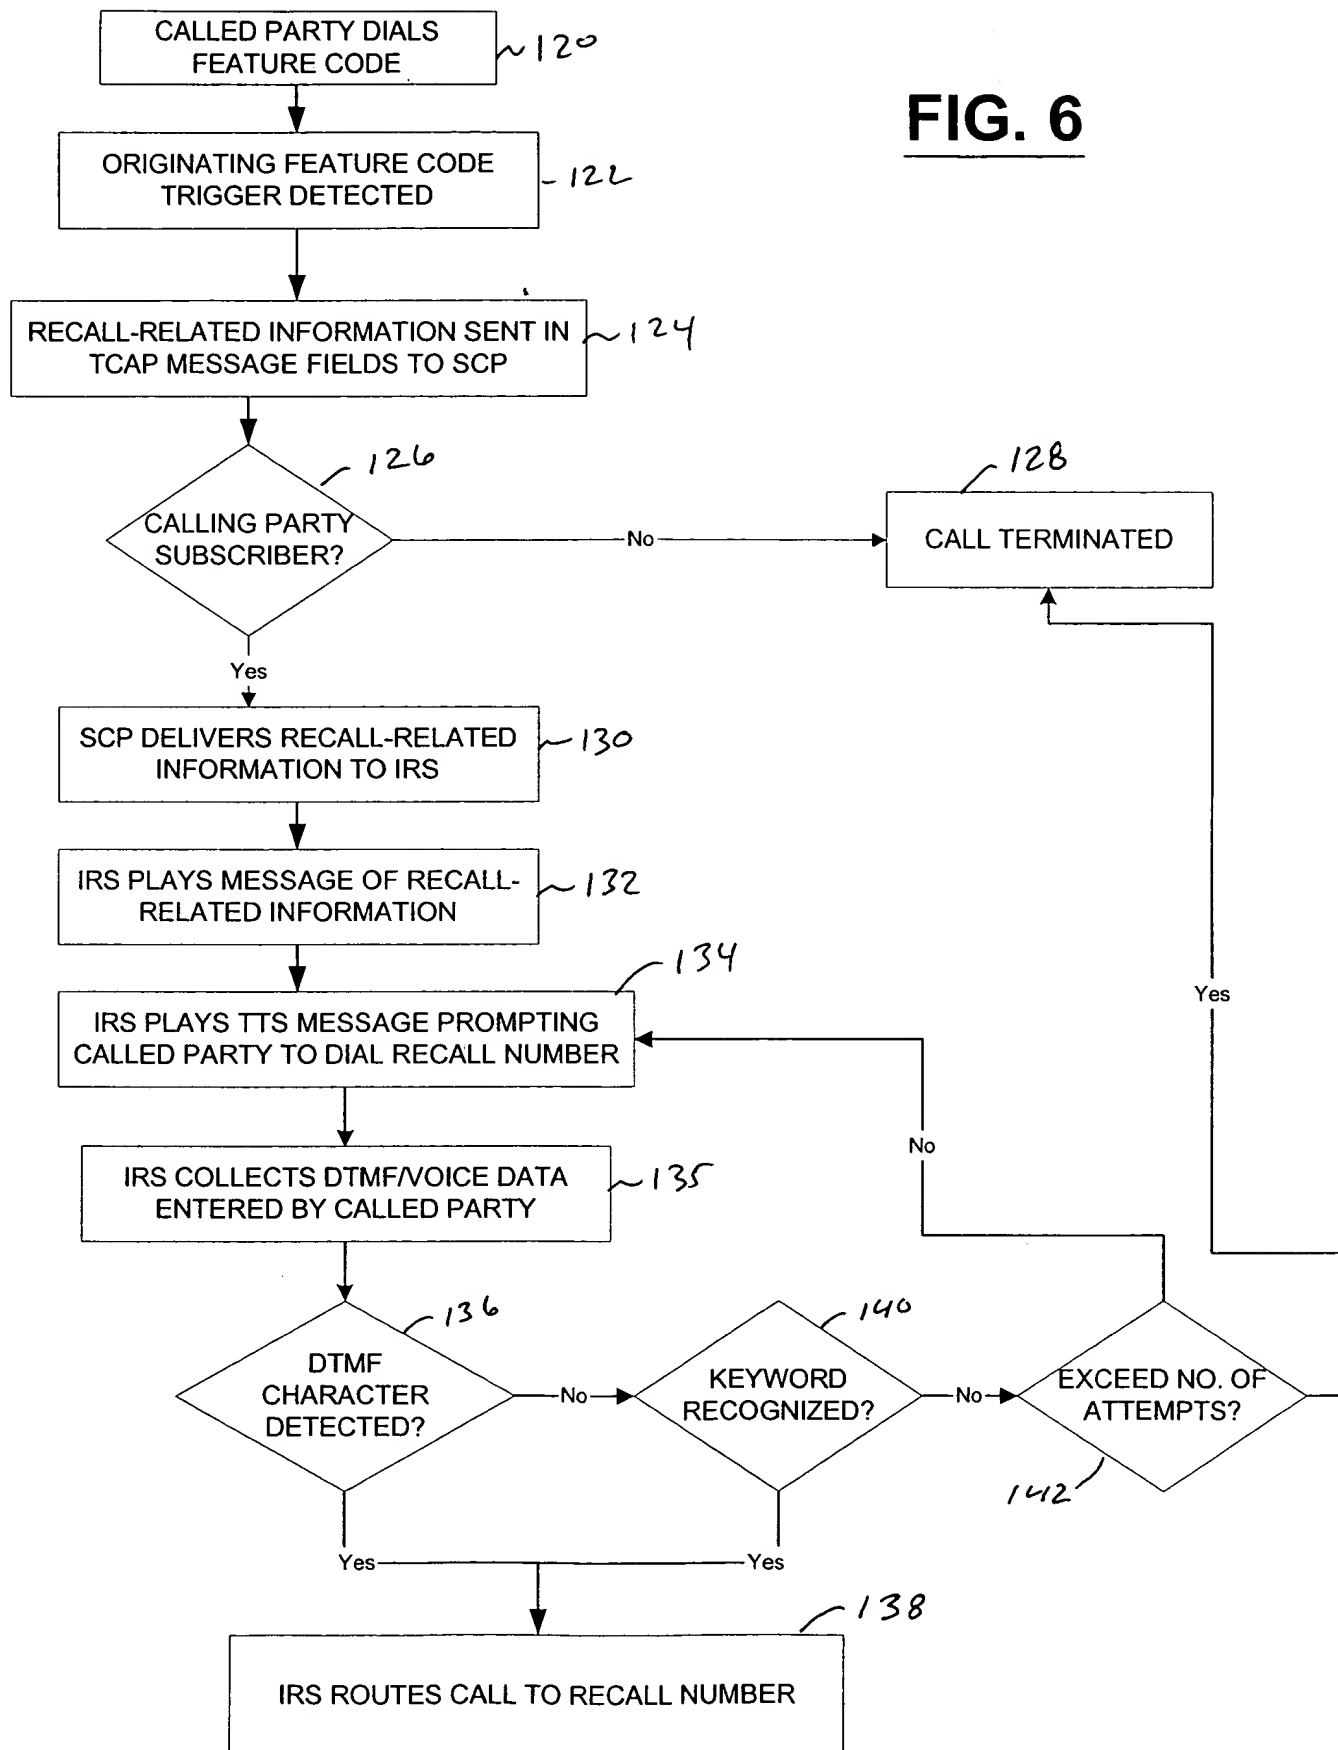 CALLED PARTY DIALS
FEATURE CODE
120
FIG. 6
ORIGINATING FEATURE CODE
TRIGGER DETECTED
122
RECALL-RELATED INFORMATION SENT IN
TCAP MESSAGE FIELDS TO SCP
124
126
CALLING PARTY
SUBSCRIBER?
No
128
CALL TERMINATED
Yes
SCP DELIVERS RECALL-RELATED
INFORMATION TO IRS
130
IRS PLAYS MESSAGE OF RECALL-
RELATED INFORMATION
132
134
IRS PLAYS TTS MESSAGE PROMPTING
CALLED PARTY TO DIAL RECALL NUMBER
Yes
No
IRS COLLECTS DTMF/VOICE DATA
ENTERED BY CALLED PARTY
135
136
DTMF
CHARACTER
DETECTED?
No
140
KEYWORD
RECOGNIZED?
No
EXCEED NO. OF
ATTEMPTS?
142
Yes
Yes
138
IRS ROUTES CALL TO RECALL NUMBER